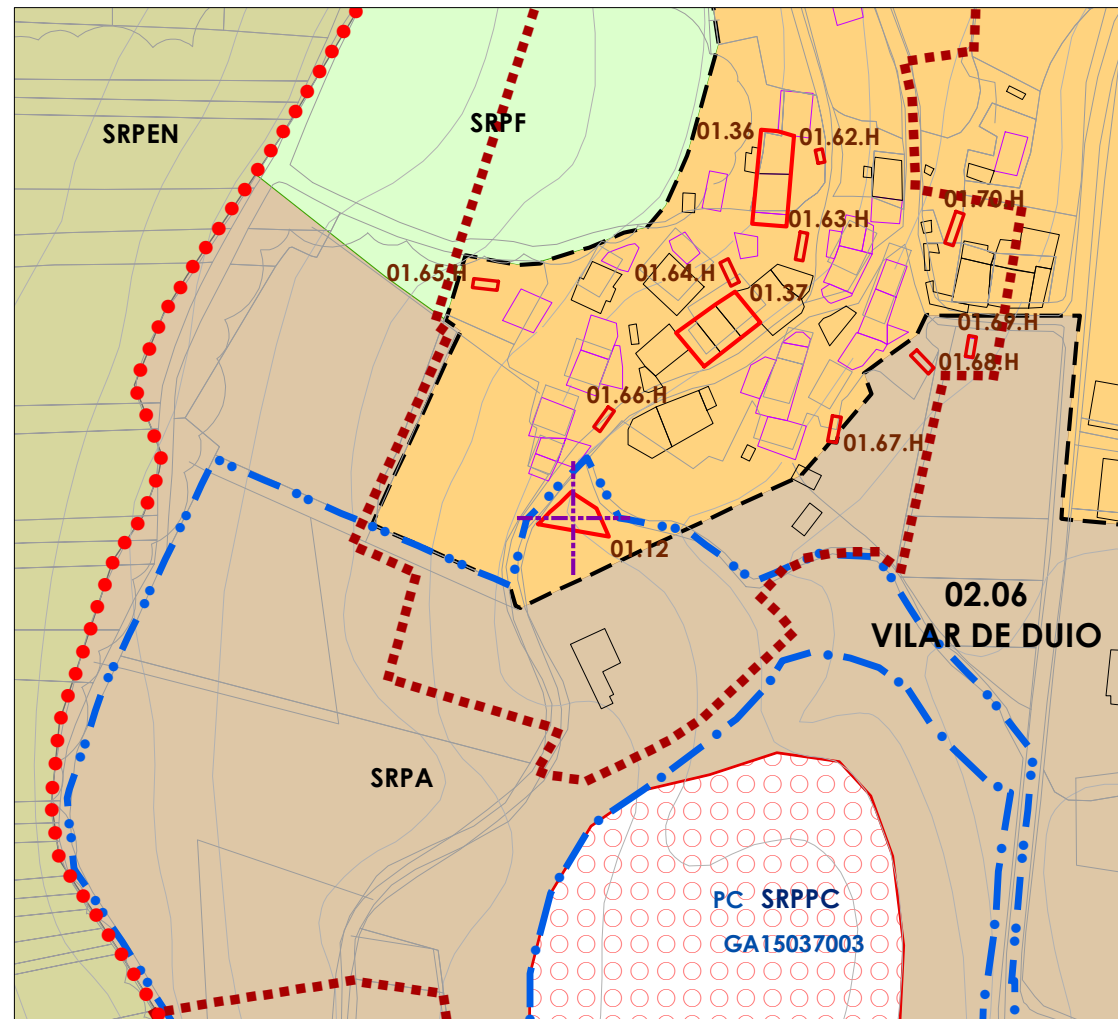 SRPEN
SRPF
01.36
01.62.H
01.70.H
01.63.H
01.65.H
01.64.H
01.37
01.69.H
01.68.H
01.66.H
01.67.H
01.12
02.06
VILAR DE DUIO
SRPA
PC SRPPC
GA15037003